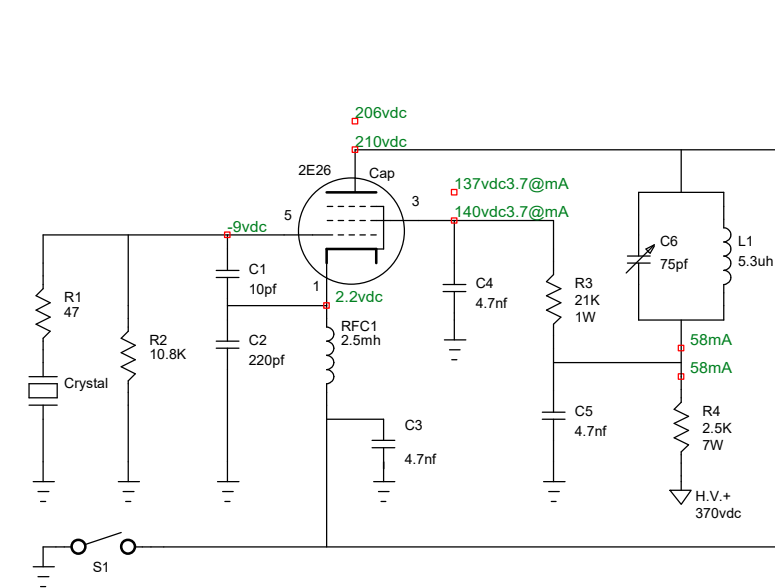 206vdc
210vdc
2E26
Cap
137vdc3.7@mA
3
140vdc3.7@mA
5
-9vdc
C1
10pf
1
2.2vdc
C6
75pf
L1
5.3uh
R1
47
C4
4.7nf
R3
21K
1W
RFC1
2.5mh
R2
10.8K
C2
220pf
58mA
58mA
Crystal
C3
4.7nf
C5
4.7nf
R4
2.5K
7W
H.V.+
370vdc
S1